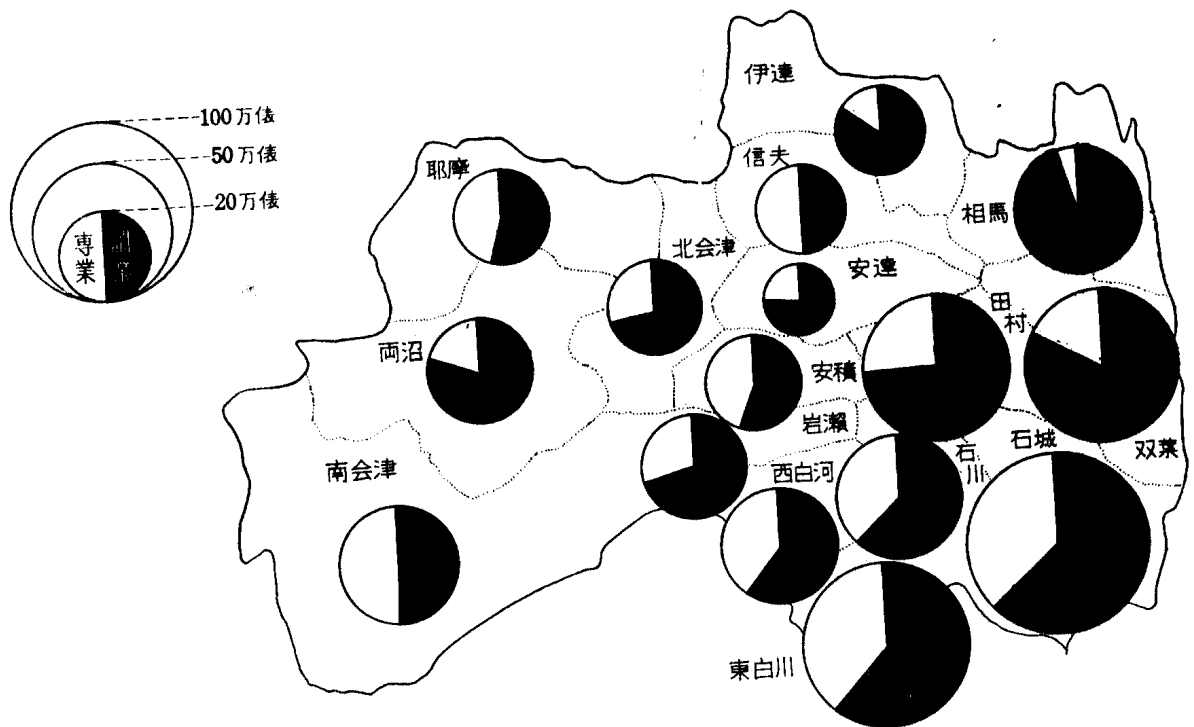 100万俵
50万俵
20万俵
専業
副業
伊達
信夫
耶摩
相馬
北会津
安達
田村
両沼
安積
岩瀬
石城
双葉
石川
西白河
南会津
東白川